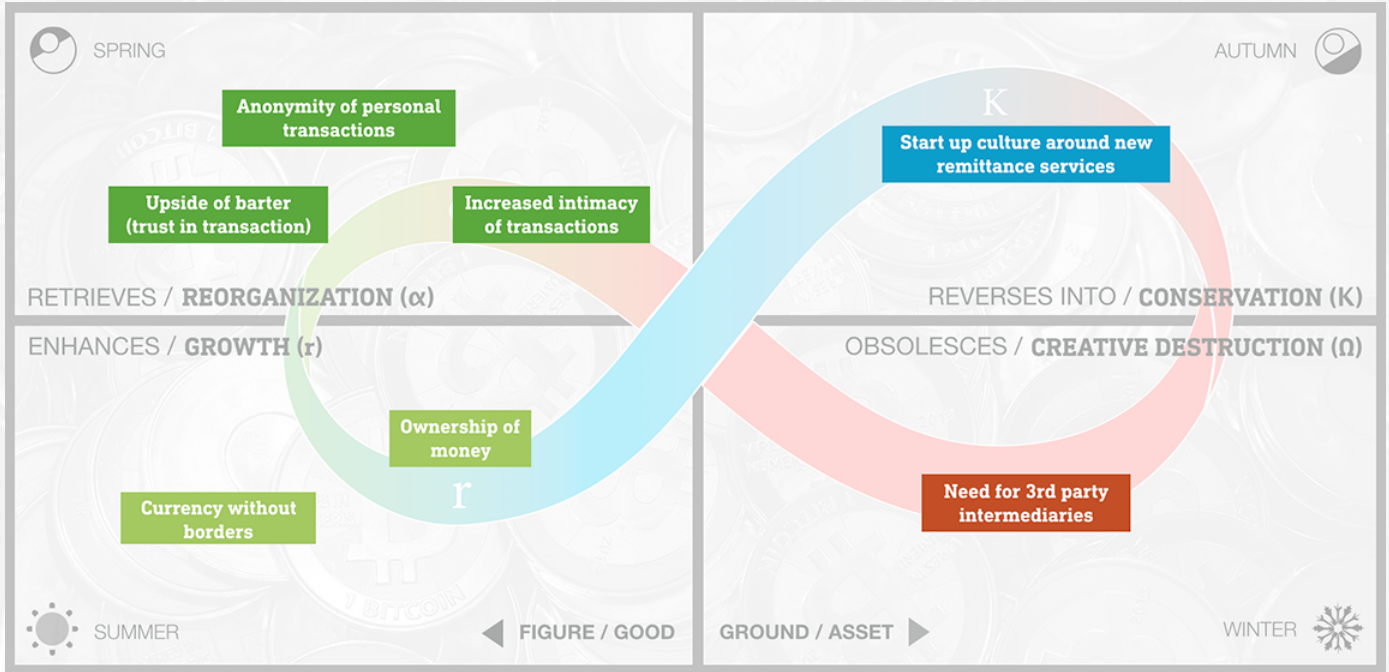 SPRING
Anonymity of personal
transactions
Upside of barter
(trust in transaction)
Increased intimacy
of transactions
RETRIEVES / REORGANIZATION (α)
AUTUMN
K
Start up culture around new
remittance services
REVERSES INTO / CONSERVATION (K)
ENHANCES / GROWTH (r)
Ownership of
money
r
Currency without
borders
1 BITCOIN
SUMMER
FIGURE / GOOD
OBSOLESCES / CREATIVE DESTRUCTION (Ω)
Need for 3rd party
intermediaries
GROUND / ASSET
WINTER